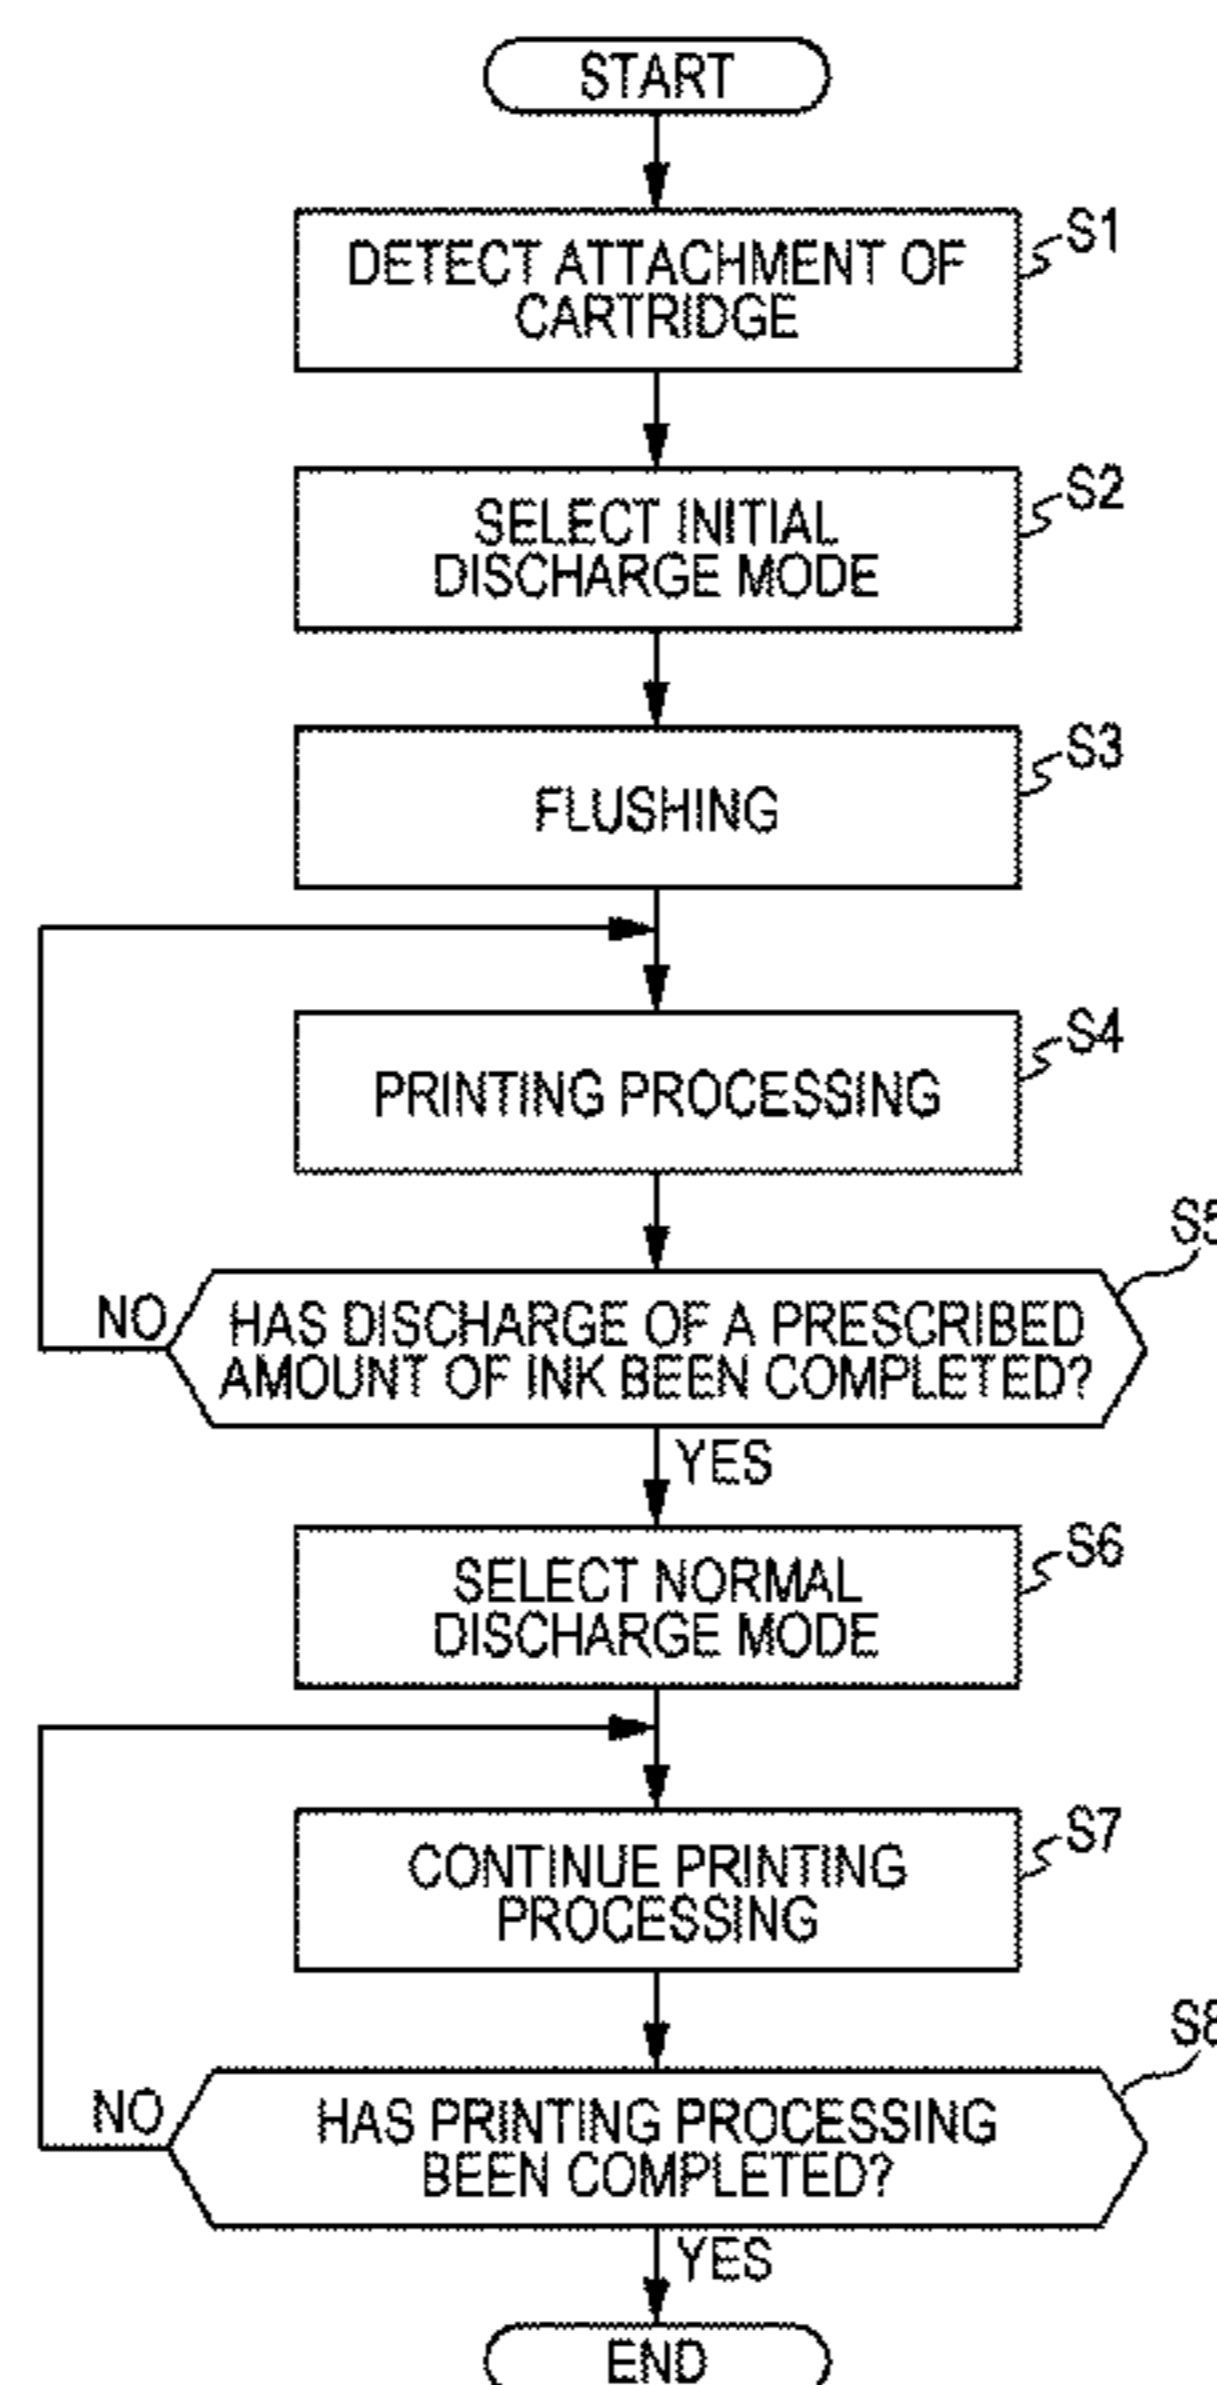 START
DETECT ATTACHMENT OF
CARTRIDGE
S1
SELECT INITIAL
DISCHARGE MODE
S2
FLUSHING
S3
PRINTING PROCESSING
S4
HAS DISCHARGE OF A PRESCRIBED
AMOUNT OF INK BEEN COMPLETED?
S5
NO
YES
SELECT NORMAL
DISCHARGE MODE
S6
CONTINUE PRINTING
PROCESSING
S7
HAS PRINTING PROCESSING
BEEN COMPLETED?
S8
NO
YES
END